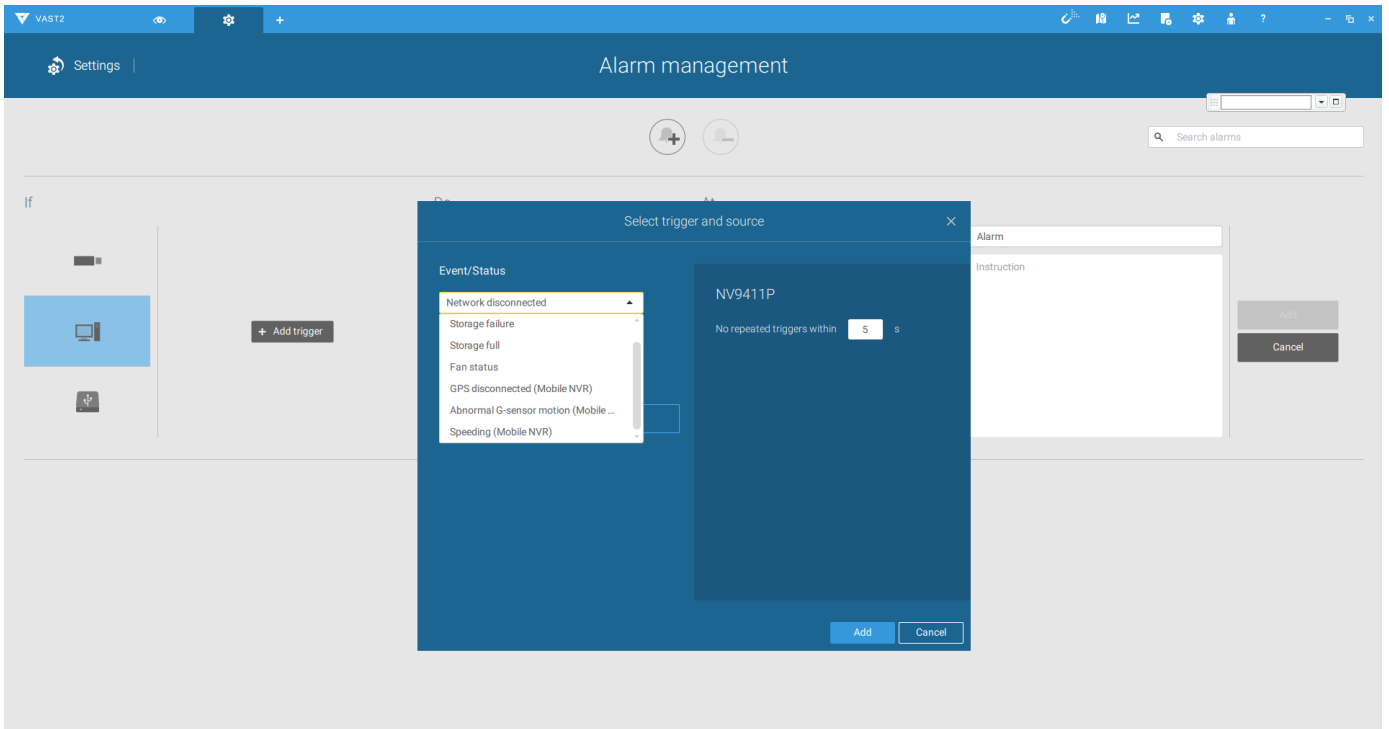 VAST2
+
?
Settings
Alarm management
Search alarms
If
Select trigger and source
Event/Status
Network disconnected
Storage failure
Storage full
Fan status
GPS disconnected (Mobile NVR)
Abnormal G-sensor motion (Mobile ...
Speeding (Mobile NVR)
NV9411P
No repeated triggers within 5 s
Add
Cancel
+ Add trigger
Alarm
Instruction
Add
Cancel